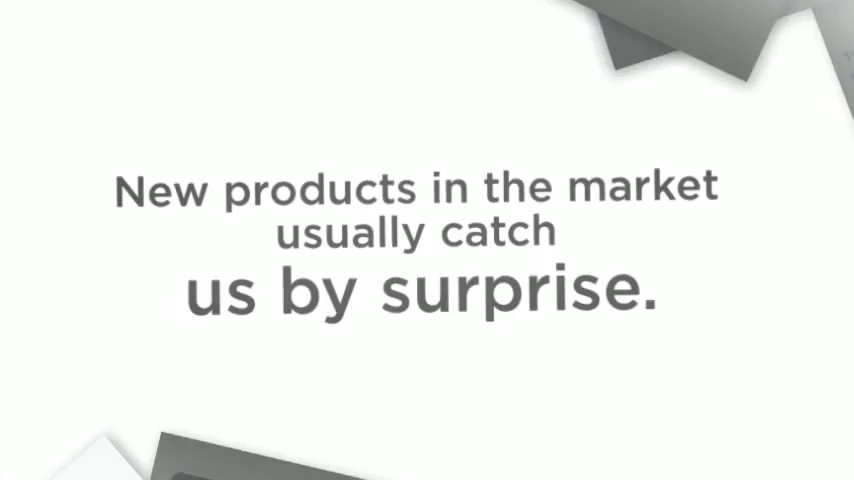 New products in the market
usually catch
us by surprise.